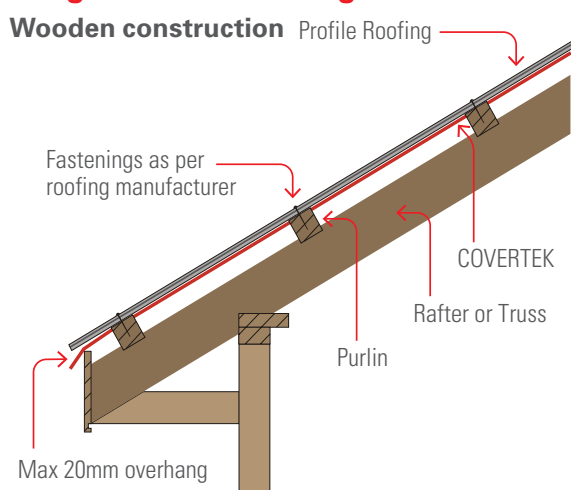 Wooden construction
Profile Roofing
Fastenings as per
roofing manufacturer
COVERTEK
Rafter or Truss
Purlin
Max 20mm overhang